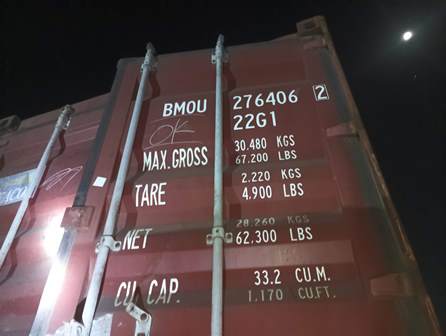 BMOU 276406 2
22G1
OK
MAX.GROSS 30.480 KGS
67.200 LBS
TARE 2.220 KGS
4.900 LBS
NET 28.260 KGS
62.300 LBS
CU. CAP. 33.2 CU.M.
1.170 CU.FT.